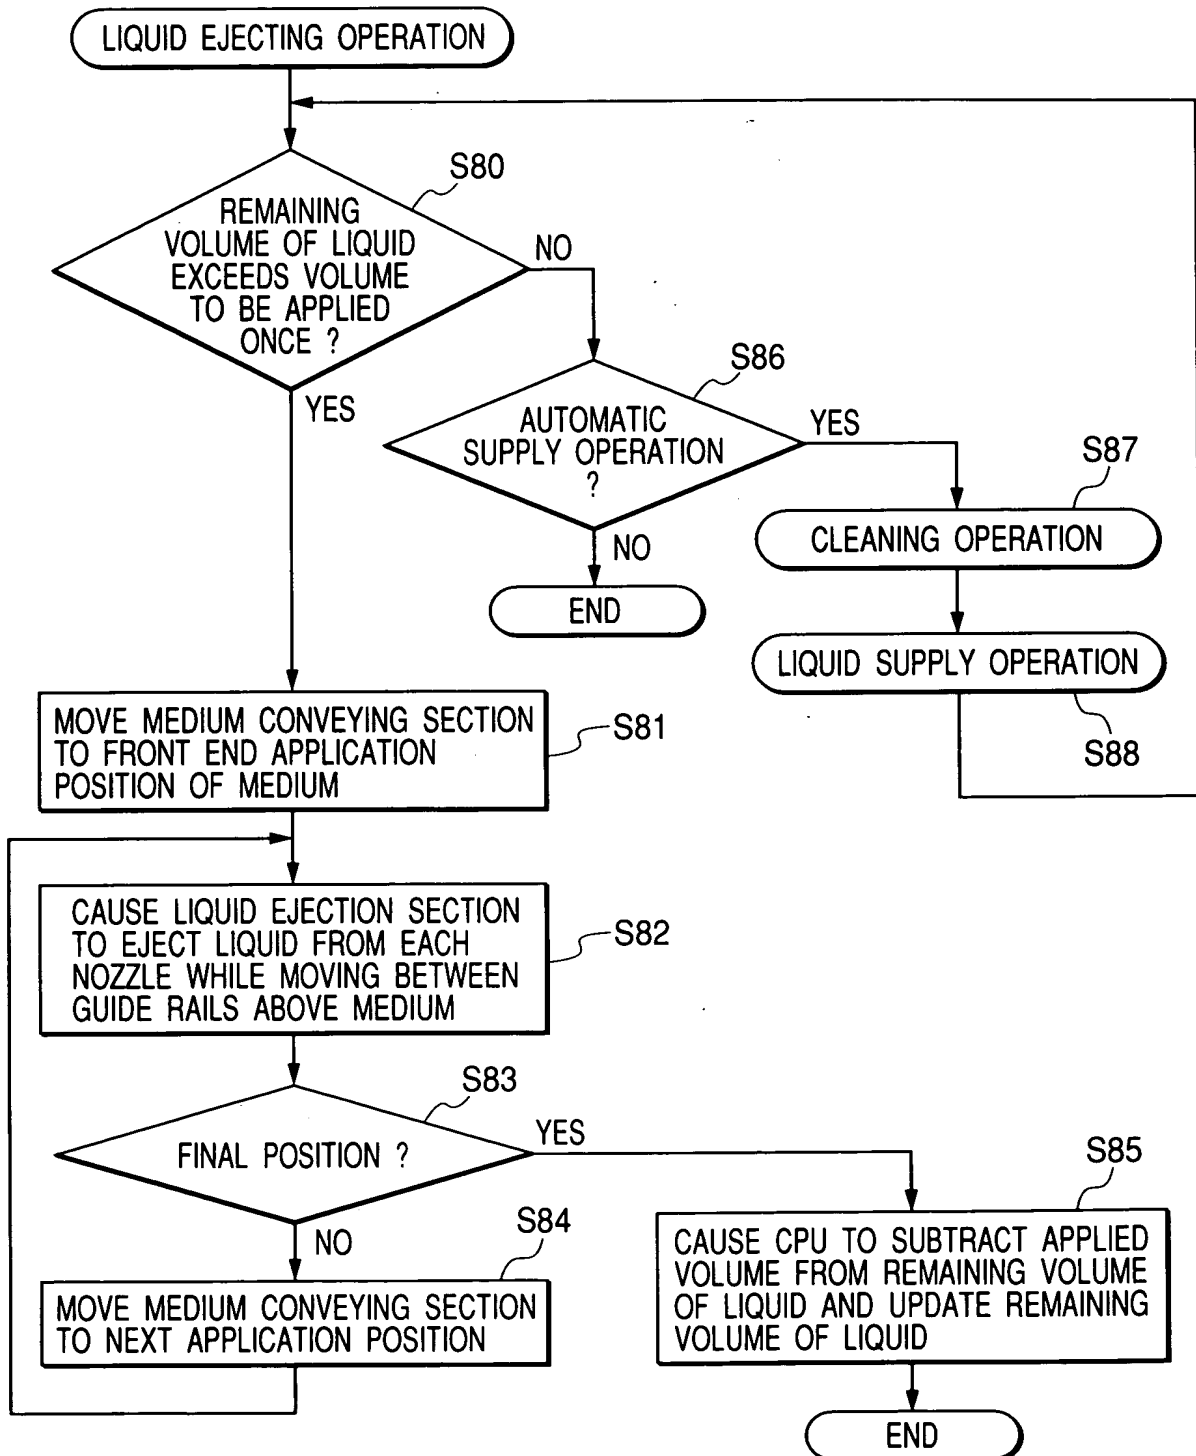 LIQUID EJECTING OPERATION
S80
REMAINING
VOLUME OF LIQUID
EXCEEDS VOLUME
TO BE APPLIED
ONCE ?
NO
YES
S86
AUTOMATIC
SUPPLY OPERATION
?
YES
NO
END
S87
CLEANING OPERATION
LIQUID SUPPLY OPERATION
S88
MOVE MEDIUM CONVEYING SECTION
TO FRONT END APPLICATION
POSITION OF MEDIUM
S81
CAUSE LIQUID EJECTION SECTION
TO EJECT LIQUID FROM EACH
NOZZLE WHILE MOVING BETWEEN
GUIDE RAILS ABOVE MEDIUM
S82
S83
FINAL POSITION ?
YES
NO
S84
MOVE MEDIUM CONVEYING SECTION
TO NEXT APPLICATION POSITION
S85
CAUSE CPU TO SUBTRACT APPLIED
VOLUME FROM REMAINING VOLUME
OF LIQUID AND UPDATE REMAINING
VOLUME OF LIQUID
END